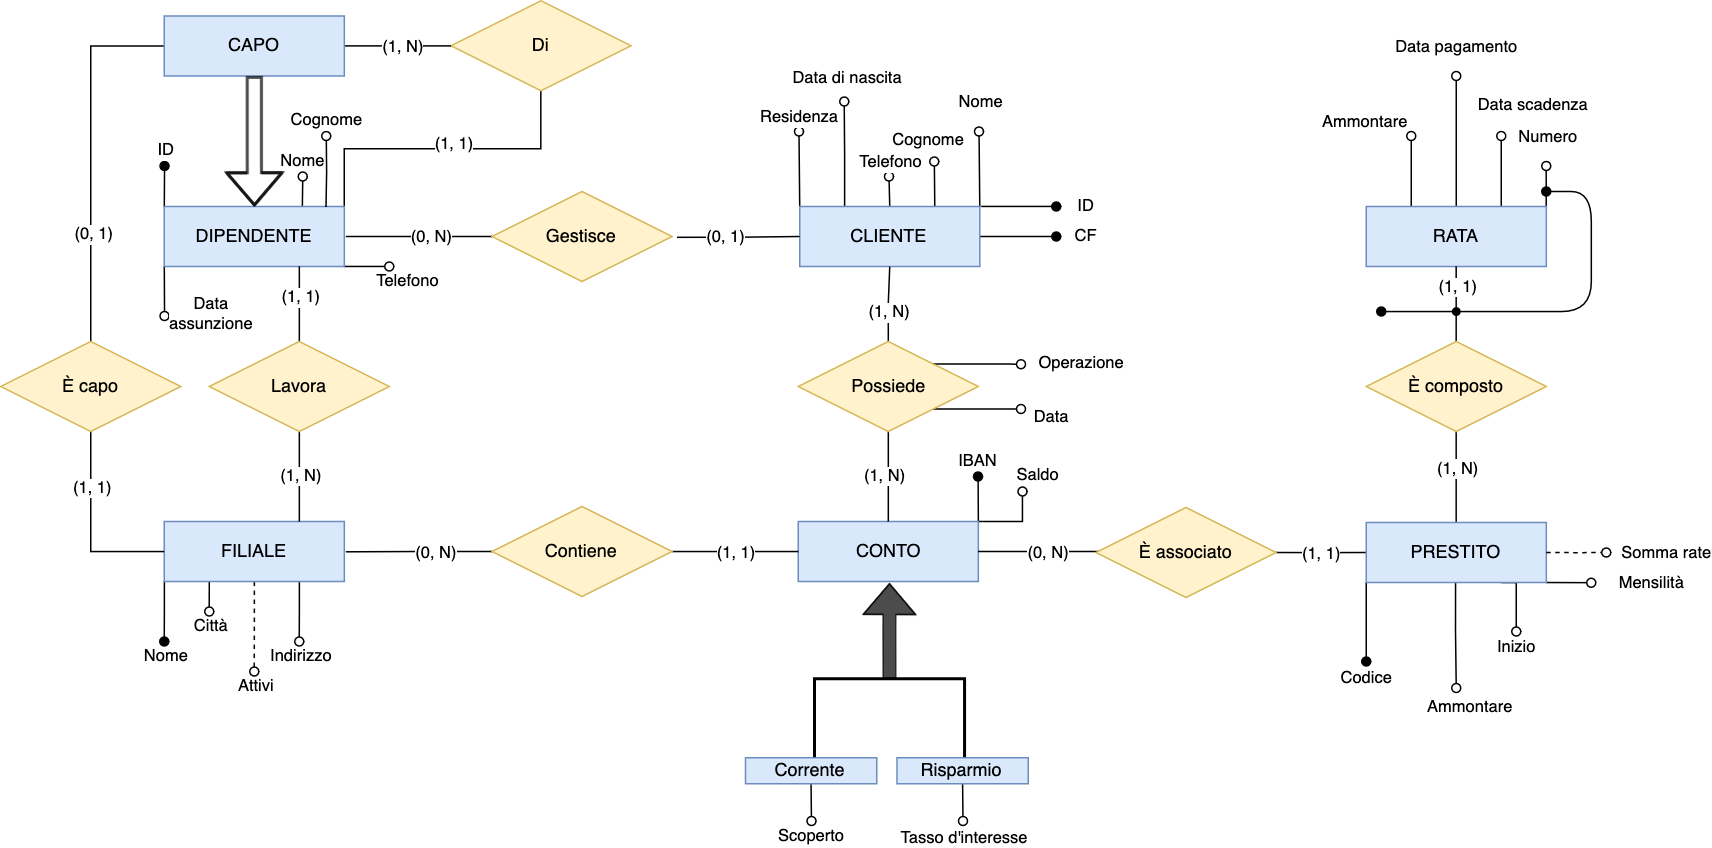 CAPO
(1, N)
Di
Data pagamento
Data di nascita
Nome
Data scadenza
Residenza
Cognome
Ammontare
Numero
ID
Nome
(1, 1)
Cognome
Telefono
ID
(0, 1)
DIPENDENTE
(0, N)
Gestisce
(0, 1)
CLIENTE
CF
RATA
Telefono
(1, 1)
(1, 1)
Data
assunzione
(1, N)
Operazione
È capo
Lavora
Possiede
È composto
Data
(1, 1)
(1, N)
(1, N)
IBAN
Saldo
(1, N)
FILIALE
(0, N)
Contiene
(1, 1)
CONTO
(0, N)
È associato
(1, 1)
PRESTITO
Somma rate
Mensilità
Città
Nome
Indirizzo
Attivi
Inizio
Codice
Ammontare
Corrente
Risparmio
Scoperto
Tasso d'interesse